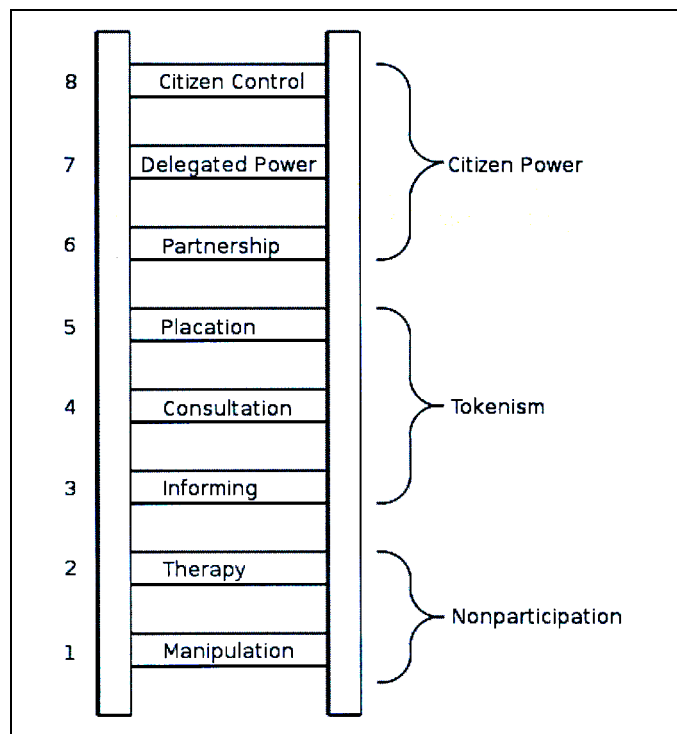 8 Citizen Control
7 Delegated Power Citizen Power
6 Partnership
5 Placation
4 Consultation Tokenism
3 Informing
2 Therapy
Nonparticipation
1 Manipulation